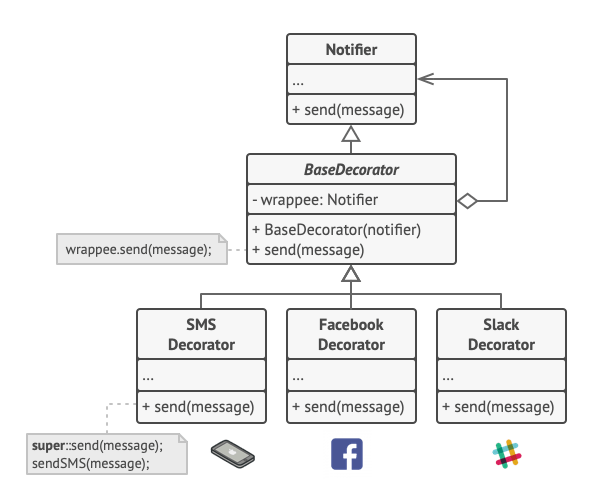 Notifier
...
+ send(message)
BaseDecorator
- wrappee: Notifier
+ BaseDecorator(notifier)
+ send(message)
wrappee.send(message);
SMS
Decorator
...
+ send(message)
Facebook
Decorator
...
+ send(message)
Slack
Decorator
...
+ send(message)
super::send(message);
sendSMS(message);